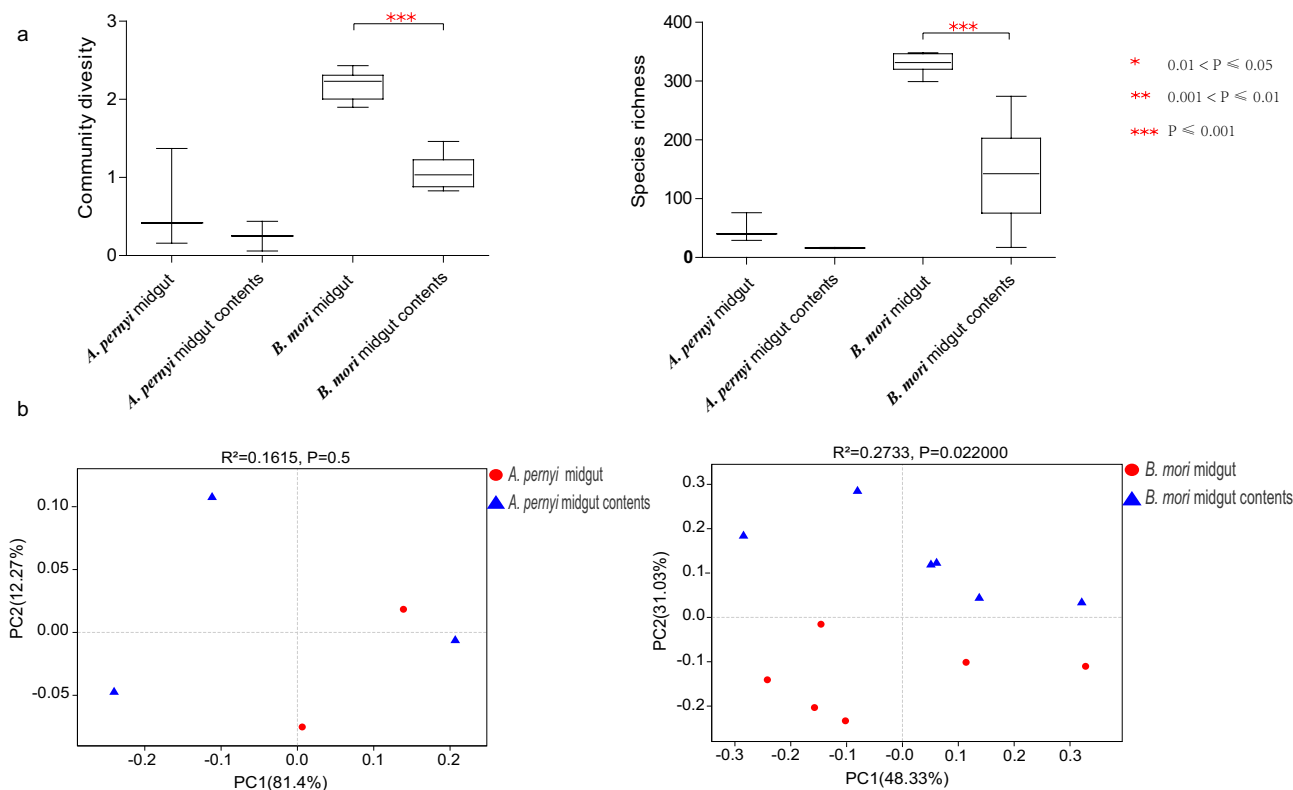 a
Community divesity
3
2
1
0
***
A. pernyi midgut
A. pernyi midgut contents
B. mori midgut
B. mori midgut contents
Species richness
400
300
200
100
0
***
A. pernyi midgut
A. pernyi midgut contents
B. mori midgut
B. mori midgut contents
* 0.01 < P ≤ 0.05
** 0.001 < P ≤ 0.01
*** P ≤ 0.001
b
R²=0.1615, P=0.5
A. pernyi midgut
A. pernyi midgut contents
PC2(12.27%)
0.10
0.05
0.00
-0.05
-0.2
-0.1
0.0
0.1
0.2
PC1(81.4%)
R²=0.2733, P=0.022000
B. mori midgut
B. mori midgut contents
PC2(31.03%)
0.3
0.2
0.1
0.0
-0.1
-0.2
-0.3
-0.2
-0.1
-0.0
0.1
0.2
0.3
PC1(48.33%)